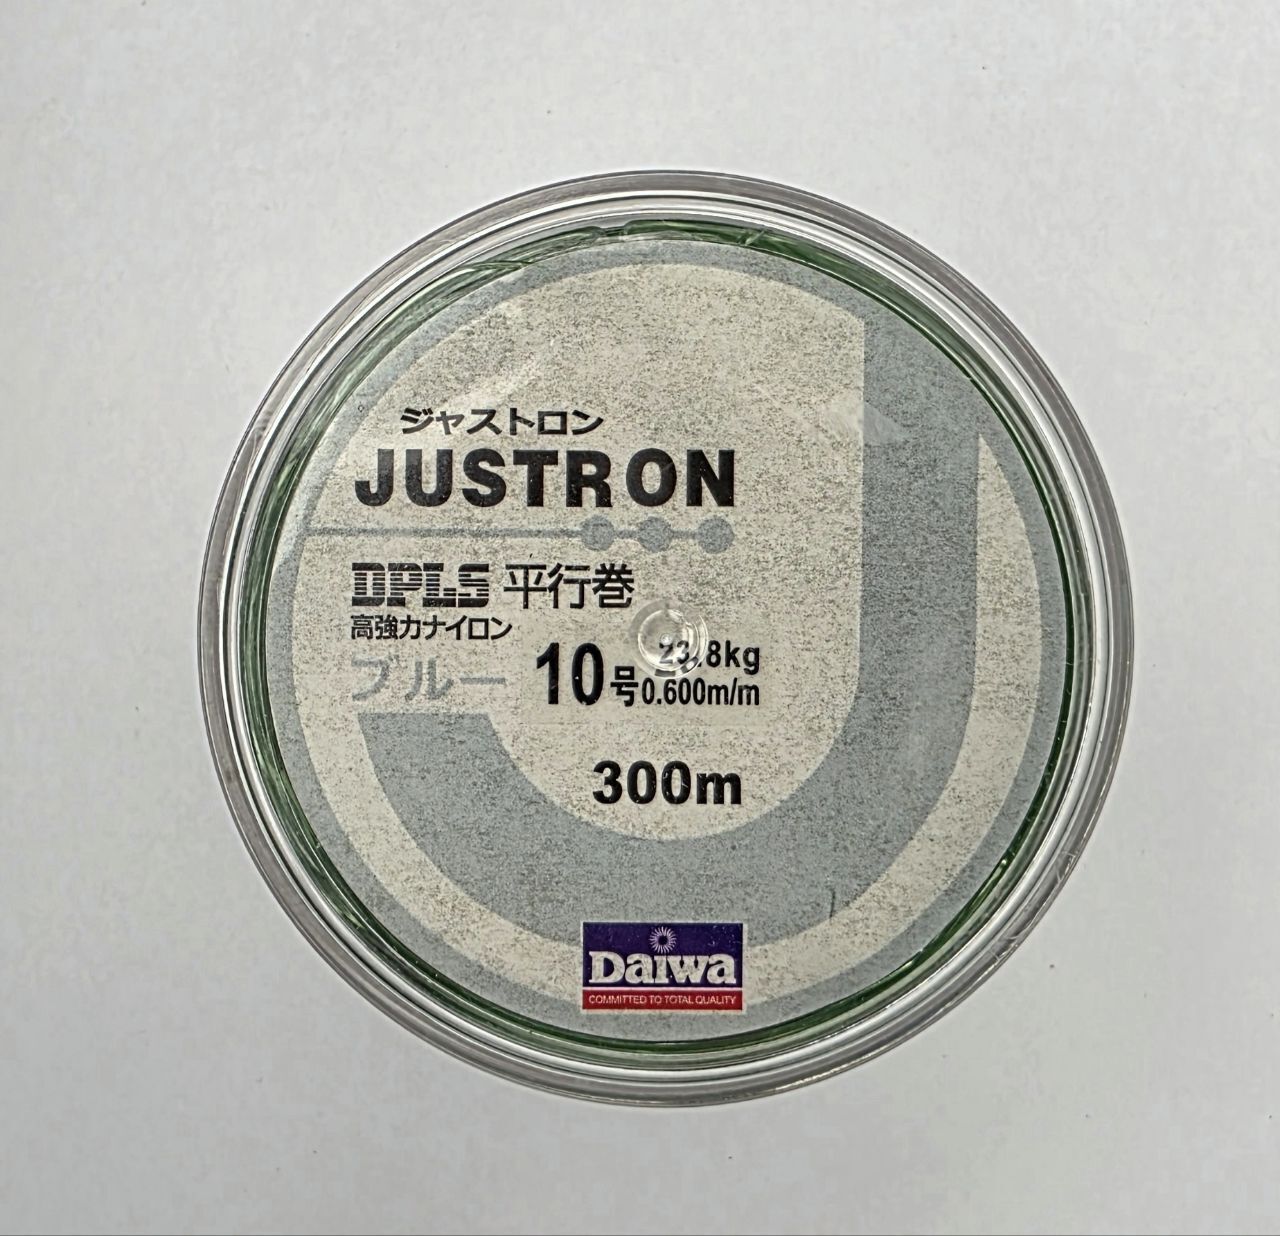 ジャストロン
JUSTRON
DPLS 平行巻
高強力ナイロン
ブルー 10号 23.8kg
0.600m/m
300m
Daiwa
COMMITTED TO TOTAL QUALITY